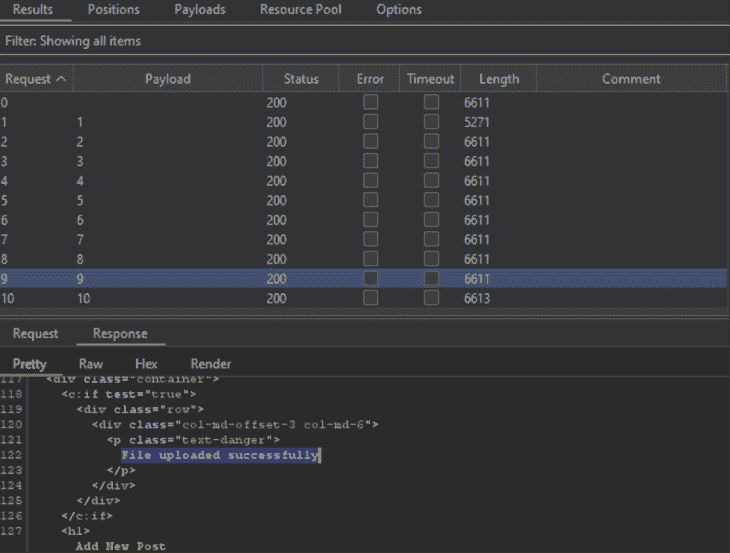 Results Positions Payloads Resource Pool Options
Filter: Showing all items
Request Payload Status Error Timeout Length Comment
0 200 6611
1 1 200 5271
2 2 200 6611
3 3 200 6611
4 4 200 6611
5 5 200 6611
6 6 200 6611
7 7 200 6611
8 8 200 6611
9 9 200 6611
10 10 200 6613
Request Response
Pretty Raw Hex Render
117 <div class="container">
118 <c:if test="true">
119 <div class="row">
120 <div class="col-md-offset-3 col-md-6">
121 <p class="text-danger">
122 File uploaded successfully
123 </p>
124 </div>
125 </div>
126 </c:if>
127 <h1>
Add New Post